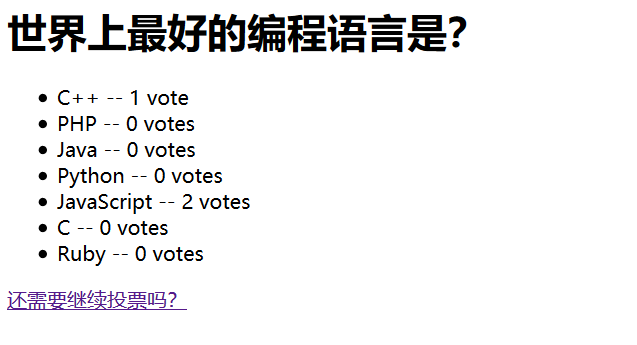 世界上最好的编程语言是？
C++ -- 1 vote
PHP -- 0 votes
Java -- 0 votes
Python -- 0 votes
JavaScript -- 2 votes
C -- 0 votes
Ruby -- 0 votes
还需要继续投票吗？